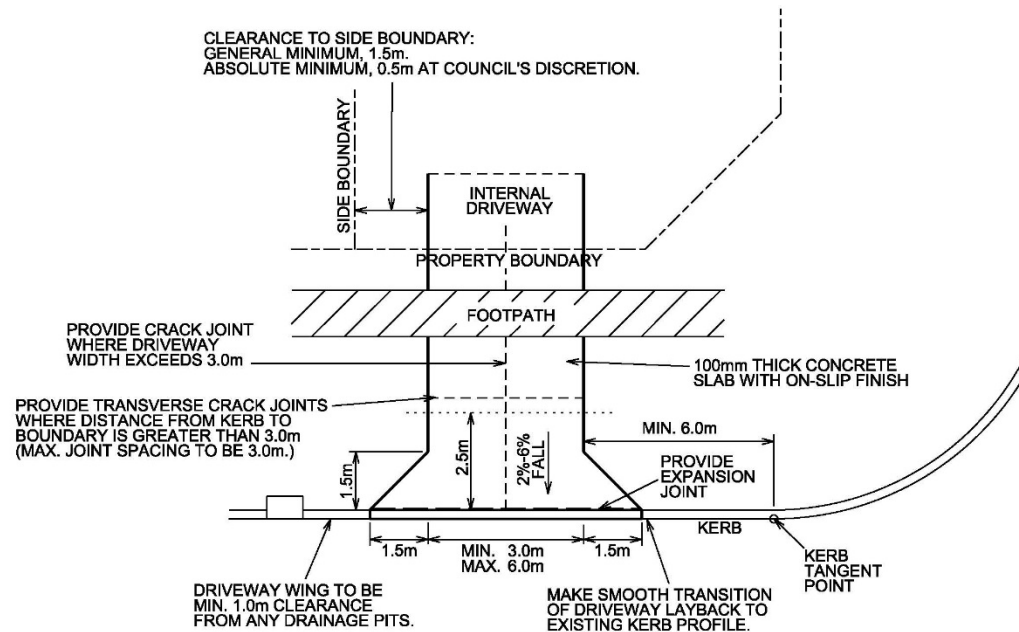 CLEARANCE TO SIDE BOUNDARY:
GENERAL MINIMUM, 1.5m.
ABSOLUTE MINIMUM, 0.5m AT COUNCIL'S DISCRETION.
SIDE BOUNDARY
INTERNAL
DRIVEWAY
PROPERTY BOUNDARY
FOOTPATH
PROVIDE CRACK JOINT
WHERE DRIVEWAY
WIDTH EXCEEDS 3.0m
100mm THICK CONCRETE
SLAB WITH ON-SLIP FINISH
PROVIDE TRANSVERSE CRACK JOINTS
WHERE DISTANCE FROM KERB TO
BOUNDARY IS GREATER THAN 3.0m
(MAX. JOINT SPACING TO BE 3.0m.)
MIN. 6.0m
1.5m
2.5m
2%-6%
FALL
PROVIDE
EXPANSION
JOINT
KERB
1.5m
MIN. 3.0m
MAX. 6.0m
1.5m
KERB
TANGENT
POINT
DRIVEWAY WING TO BE
MIN. 1.0m CLEARANCE
FROM ANY DRAINAGE PITS.
MAKE SMOOTH TRANSITION
OF DRIVEWAY LAYBACK TO
EXISTING KERB PROFILE.